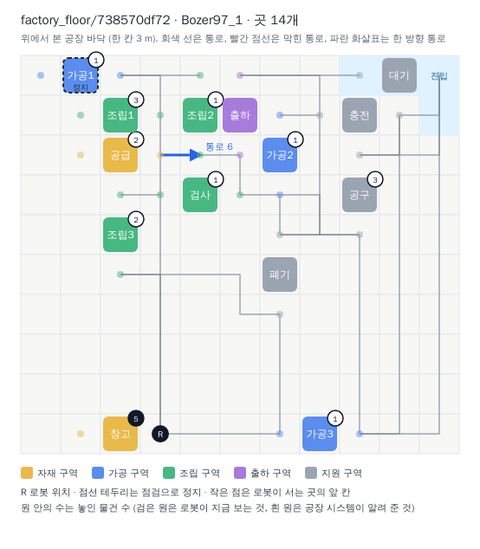 factory_floor/738570df72 · Bozer97_1 · 곳 14개
위에서 본 공장 바닥 (한 칸 3 m). 회색 선은 통로, 빨간 점선은 막힌 통로, 파란 화살표는 한 방향 통로
가공1 1 정지
대기
조립1 3
조립2 1
출하
충전
공급 2
통로 6
가공2 1
검사 1
공구 3
조립3 2
폐기
창고 5
R
가공3 1
자재 구역 가공 구역 조립 구역 출하 구역 지원 구역
R 로봇 위치 · 점선 테두리는 점검으로 정지 · 작은 점은 로봇이 서는 곳의 앞 칸
원 안의 수는 놓인 물건 수 (검은 원은 로봇이 지금 보는 것, 흰 원은 공장 시스템이 알려 준 것)